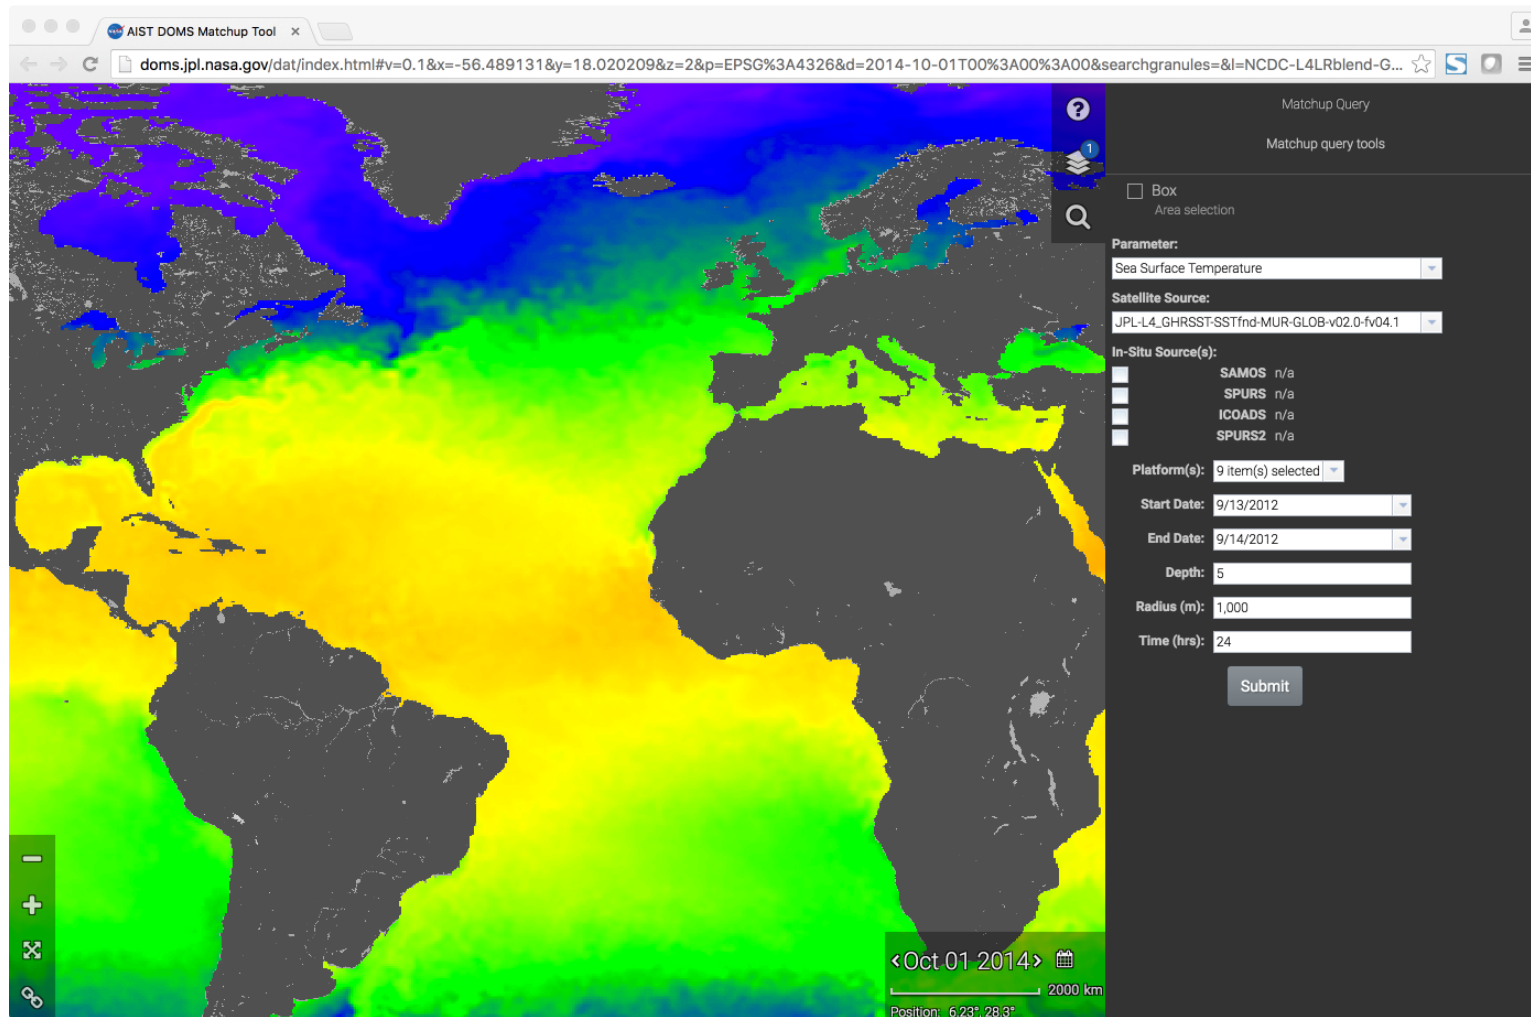 AIST DOMS Matchup Tool ×
doms.jpl.nasa.gov/dat/index.html#v=0.1&x=-56.489131&y=18.020209&z=2&p=EPSG%3A4326&d=2014-10-01T00%3A00%3A00&searchgranules=&l=NCDC-L4LRblend-G...
?
1
Matchup Query
Matchup query tools
Box
Area selection
Parameter:
Sea Surface Temperature
Satellite Source:
JPL-L4_GHRSST-SSTfnd-MUR-GLOB-v02.0-fv04.1
In-Situ Source(s):
SAMOS n/a
SPURS n/a
ICOADS n/a
SPURS2 n/a
Platform(s): 9 item(s) selected
Start Date: 9/13/2012
End Date: 9/14/2012
Depth: 5
Radius (m): 1,000
Time (hrs): 24
Submit
<Oct 01 2014>
2000 km
Position: 6.23°, 28.3°